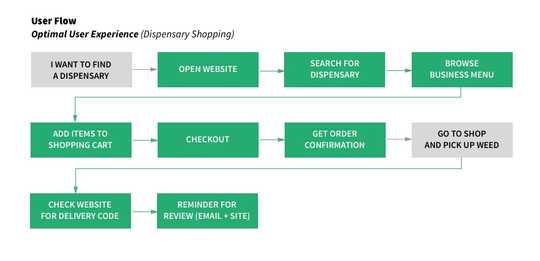 User Flow
Optimal User Experience (Dispensary Shopping)
I WANT TO FIND
A DISPENSARY
OPEN WEBSITE
SEARCH FOR
DISPENSARY
BROWSE
BUSINESS MENU
ADD ITEMS TO
SHOPPING CART
CHECKOUT
GET ORDER
CONFIRMATION
GO TO SHOP
AND PICK UP WEED
CHECK WEBSITE
FOR DELIVERY CODE
REMINDER FOR
REVIEW (EMAIL + SITE)